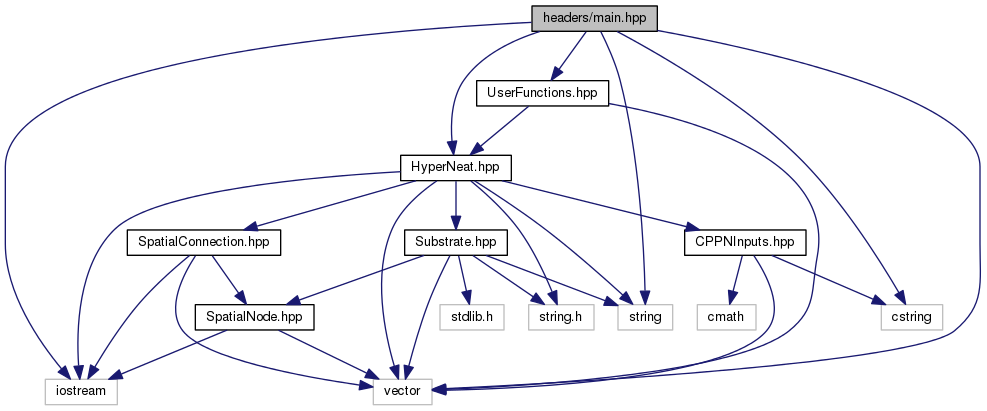 headers/main.hpp
UserFunctions.hpp
HyperNeat.hpp
SpatialConnection.hpp
Substrate.hpp
CPPNInputs.hpp
SpatialNode.hpp
stdlib.h
string.h
string
cmath
cstring
iostream
vector